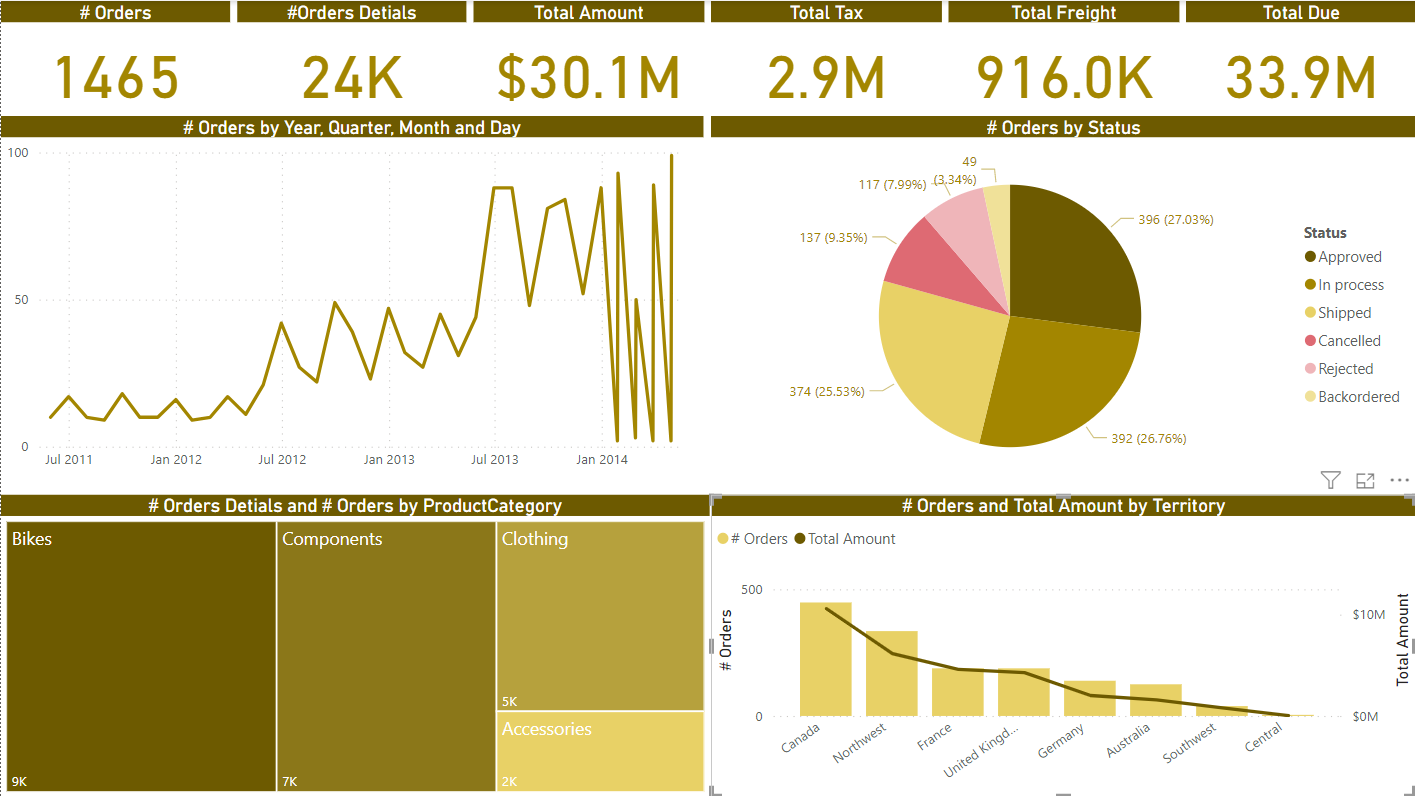 # Orders
#Orders Detials
Total Amount
Total Tax
Total Freight
Total Due
1465
24K
$30.1M
2.9M
916.0K
33.9M
# Orders by Year, Quarter, Month and Day
100
50
0
Jul 2011
Jan 2012
Jul 2012
Jan 2013
Jul 2013
Jan 2014
# Orders by Status
49
(3.34%)
117 (7.99%)
137 (9.35%)
374 (25.53%)
396 (27.03%)
392 (26.76%)
Status
Approved
In process
Shipped
Cancelled
Rejected
Backordered
# Orders Detials and # Orders by ProductCategory
Bikes
9K
Components
7K
Clothing
5K
Accessories
2K
# Orders and Total Amount by Territory
# Orders
Total Amount
500
0
# Orders
$10M
$0M
Total Amount
Canada
Northwest
France
United Kingd...
Germany
Australia
Southwest
Central